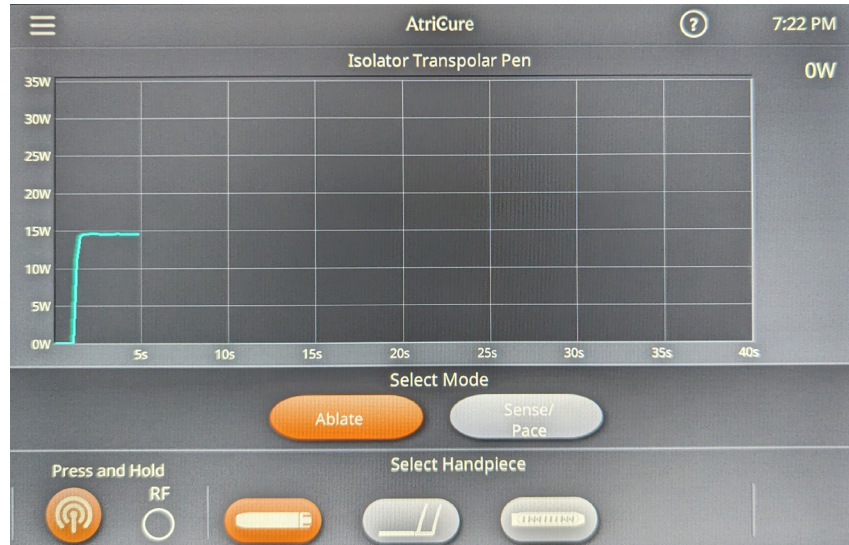 AtriCure
?
7:22 PM
Isolator Transpolar Pen
0W
35W
30W
25W
20W
15W
10W
5W
0W
5s
10s
15s
20s
25s
30s
35s
40s
Select Mode
Ablate
Sense/
Pace
Press and Hold
RF
Select Handpiece